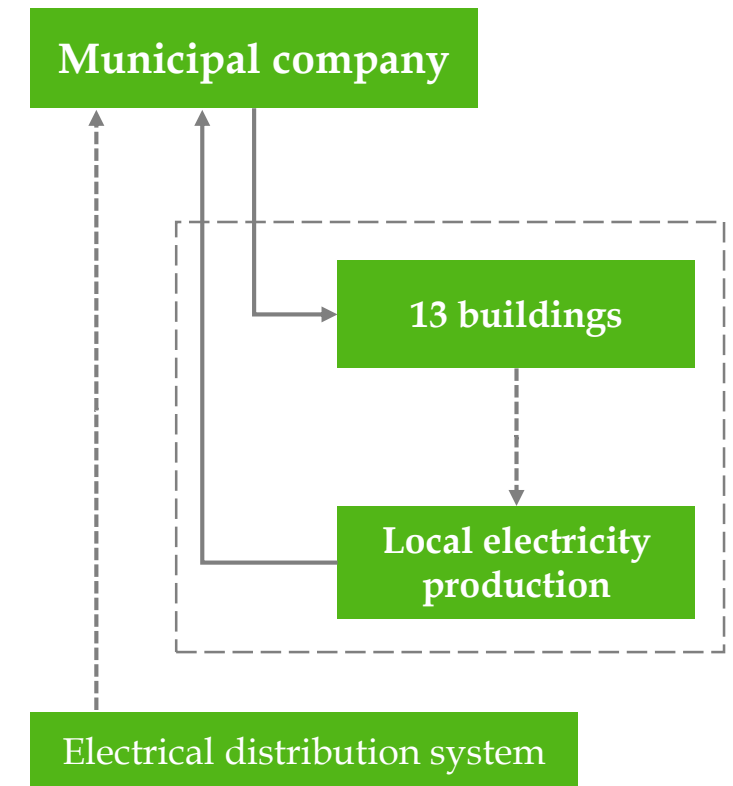 Municipal company
13 buildings
Local electricity
production
Electrical distribution system